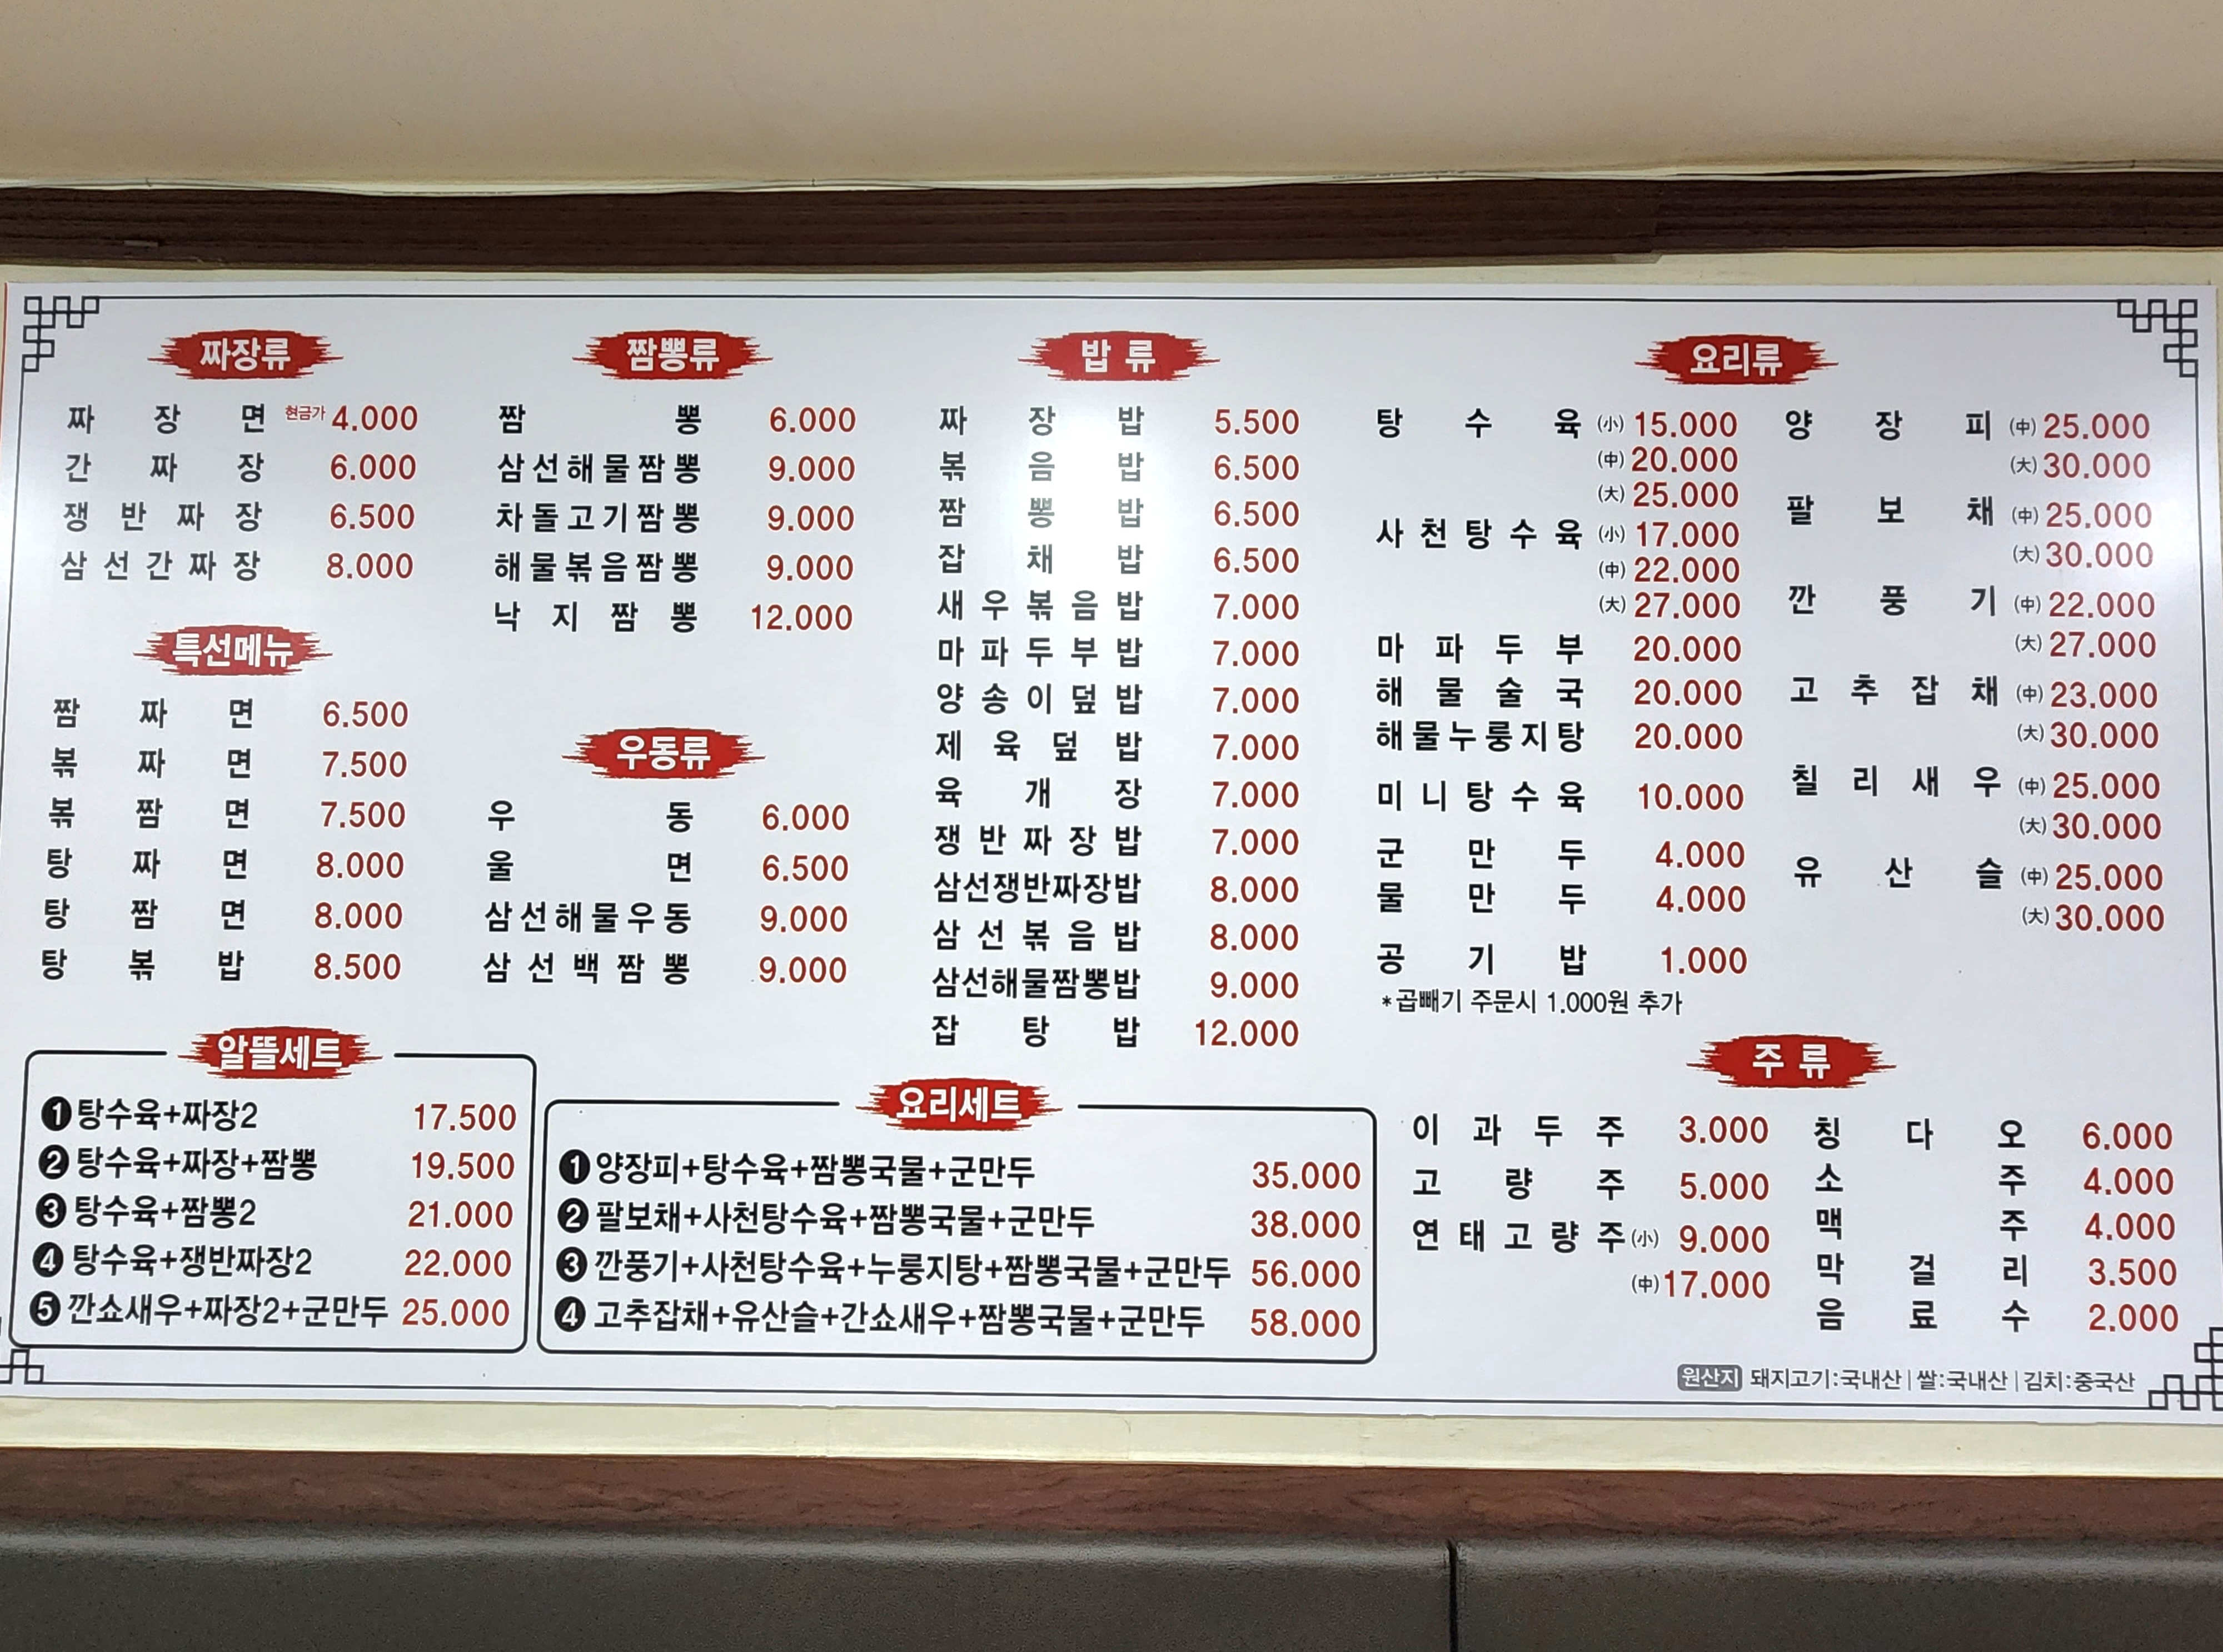 짜장류
짜장면 현금가 4.000
간짜장 6.000
쟁반짜장 6.500
삼선간짜장 8.000
특선메뉴
짬짜면 6.500
볶짜면 7.500
볶짬면 7.500
탕짜면 8.000
탕짬면 8.000
탕볶밥 8.500
짬뽕류
짬뽕 6.000
삼선해물짬뽕 9.000
차돌고기짬뽕 9.000
해물볶음짬뽕 9.000
낙지짬뽕 12.000
우동류
우동 6.000
울면 6.500
삼선해물우동 9.000
삼선백짬뽕 9.000
밥류
짜장밥 5.500
볶음밥 6.500
짬뽕밥 6.500
잡채밥 6.500
새우볶음밥 7.000
마파두부밥 7.000
양송이덮밥 7.000
제육덮밥 7.000
육개장 7.000
쟁반짜장밥 7.000
삼선쟁반짜장밥 8.000
삼선볶음밥 8.000
삼선해물짬뽕밥 9.000
잡탕밥 12.000
요리류
탕수육 (小) 15.000
(中) 20.000
(大) 25.000
사천탕수육 (小) 17.000
(中) 22.000
(大) 27.000
마파두부 20.000
해물술국 20.000
해물누룽지탕 20.000
미니탕수육 10.000
군만두 4.000
물만두 4.000
공기밥 1.000
*곱빼기 주문시 1.000원 추가
양장피 (中) 25.000
(大) 30.000
팔보채 (中) 25.000
(大) 30.000
깐풍기 (中) 22.000
(大) 27.000
고추잡채 (中) 23.000
(大) 30.000
칠리새우 (中) 25.000
(大) 30.000
유산슬 (中) 25.000
(大) 30.000
알뜰세트
❶탕수육+짜장2 17.500
❷탕수육+짜장+짬뽕 19.500
❸탕수육+짬뽕2 21.000
❹탕수육+쟁반짜장2 22.000
❺깐쇼새우+짜장2+군만두 25.000
요리세트
❶양장피+탕수육+짬뽕국물+군만두 35.000
❷팔보채+사천탕수육+짬뽕국물+군만두 38.000
❸깐풍기+사천탕수육+누룽지탕+짬뽕국물+군만두 56.000
❹고추잡채+유산슬+간쇼새우+짬뽕국물+군만두 58.000
주류
이과두주 3.000
고량주 5.000
연태고량주 (小) 9.000
(中) 17.000
칭다오 6.000
소주 4.000
맥주 4.000
막걸리 3.500
음료수 2.000
원산지 돼지고기:국내산 | 쌀:국내산 | 김치:중국산